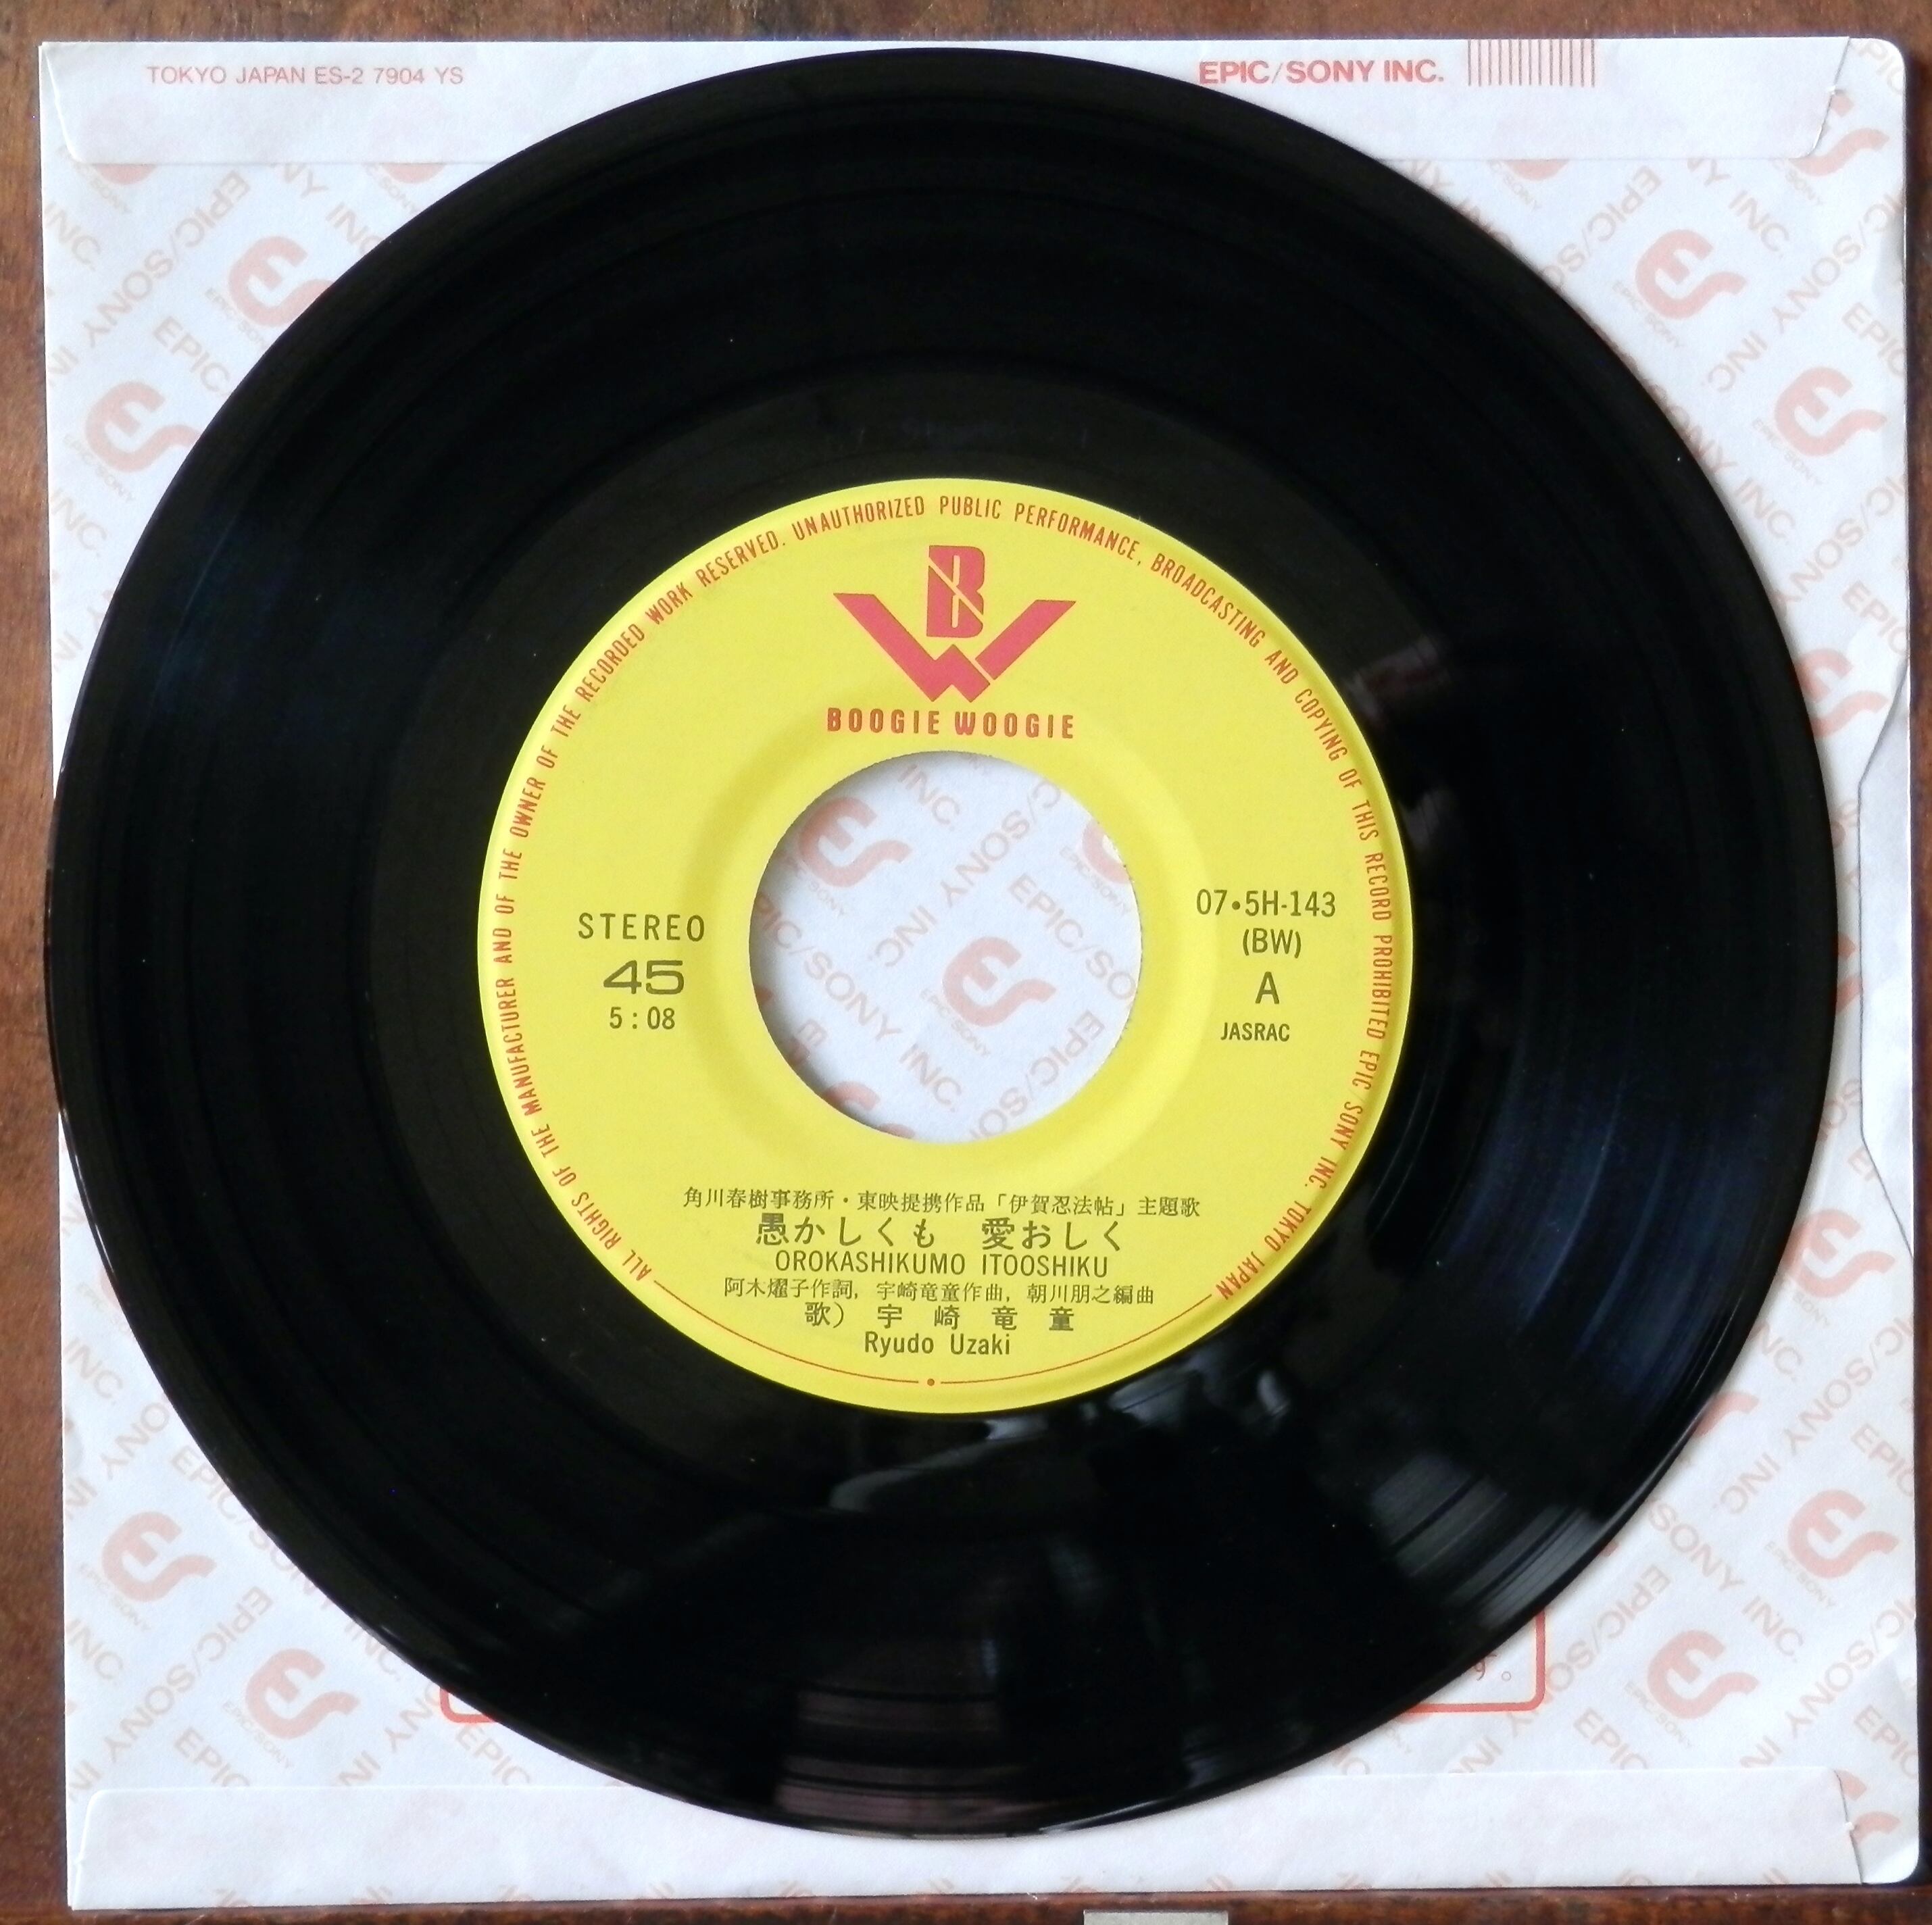 TOKYO JAPAN ES-2 7904 YS
EPIC/SONY INC.
ALL RIGHTS OF THE MANUFACTURER AND OF THE OWNER OF THE RECORDED WORK RESERVED. UNAUTHORIZED PUBLIC PERFORMANCE, BROADCASTING AND COPYING OF THIS RECORD PROHIBITED EPIC/SONY INC. TOKYO JAPAN
BW
BOOGIE WOOGIE
STEREO
45
5:08
07•5H-143
(BW)
A
JASRAC
角川春樹事務所・東映提携作品「伊賀忍法帖」主題歌
愚かしくも 愛おしく
OROKASHIKUMO ITOOSHIKU
阿木燿子作詞, 宇崎竜童作曲, 朝川朋之編曲
歌) 宇崎竜童
Ryudo Uzaki
EPIC/SONY INC.
ES
EPIC/SONY
す。